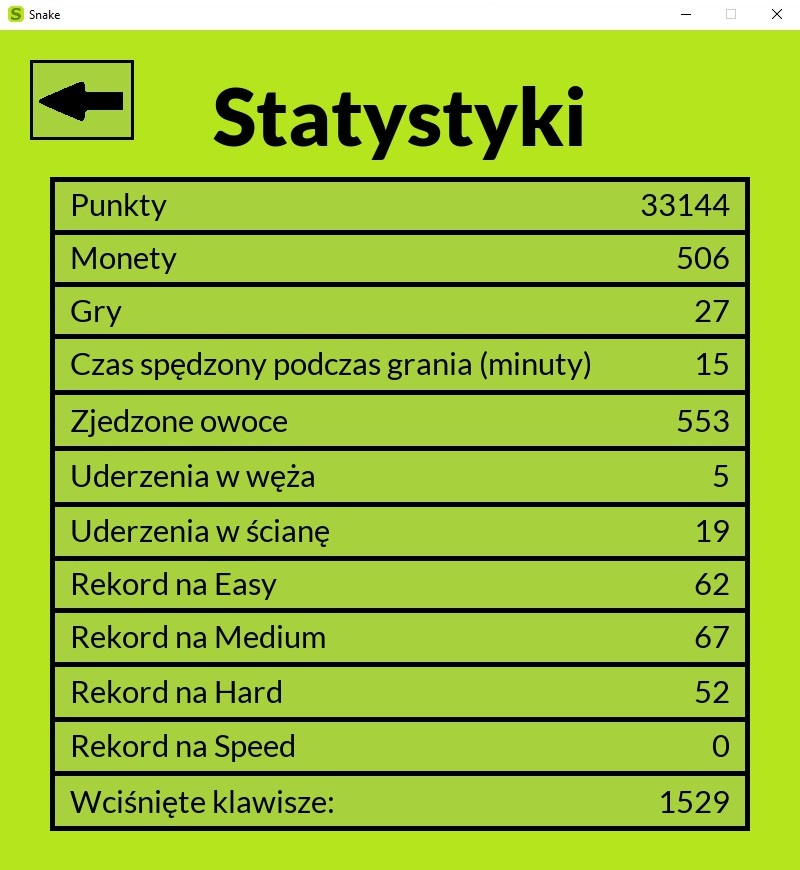 Snake
Statystyki
Punkty 33144
Monety 506
Gry 27
Czas spędzony podczas grania (minuty) 15
Zjedzone owoce 553
Uderzenia w węża 5
Uderzenia w ścianę 19
Rekord na Easy 62
Rekord na Medium 67
Rekord na Hard 52
Rekord na Speed 0
Wciśnięte klawisze: 1529